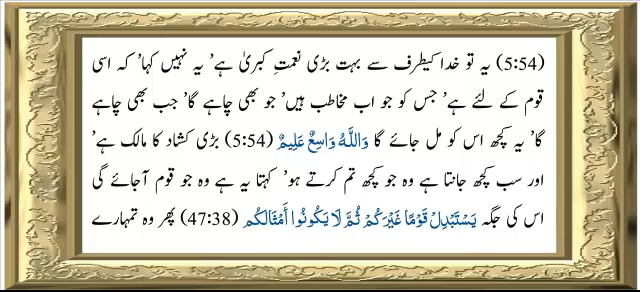 (5:54) یہ تو خدا کیطرف سے بہت بڑی نعمتِ کبریٰ ہے’ یہ نہیں کہا’ کہ اسی
قوم کے لئے ہے’ جس کو جو اب مخاطب ہیں’ جو بھی چاہے گا’ جب بھی چاہے
گا’ یہ کچھ اس کو مل جائے گا وَاللَّهُ وَاسِعٌ عَلِيمٌ (5:54) بڑی کشاد کا مالک ہے’
اور سب کچھ جانتا ہے وہ جو کچھ تم کرتے ہو’ کہتا یہ ہے وہ جو قوم آجائے گی
اس کی جگہ يَسْتَبْدِلْ قَوْمًا غَيْرَكُمْ ثُمَّ لَا يَكُونُوا أَمْثَالَكُم (47:38) پھر وہ تمہارے